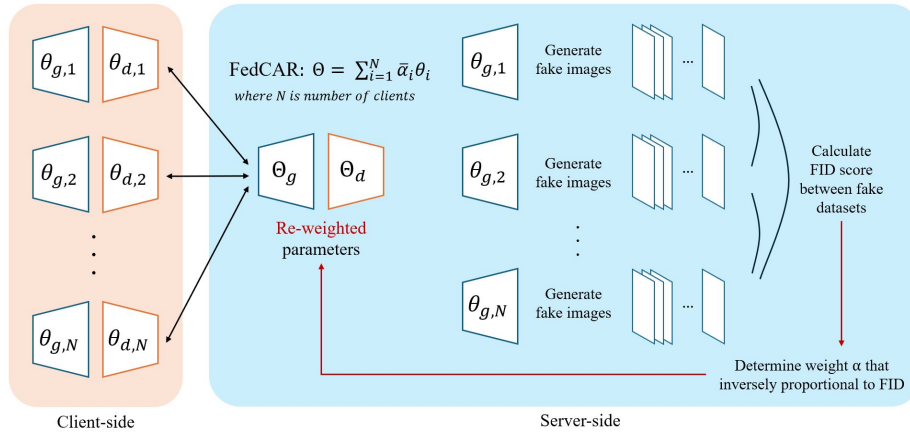 θg,1 θd,1
θg,2 θd,2
θg,N θd,N
Client-side
FedCAR: Θ = ∑ᵢ₌₁ᴺ ᾱᵢθᵢ
where N is number of clients
Θg Θd
Re-weighted
parameters
θg,1
Generate
fake images
...
θg,2
Generate
fake images
...
θg,N
Generate
fake images
...
Calculate
FID score
between fake
datasets
Determine weight α that
inversely proportional to FID
Server-side